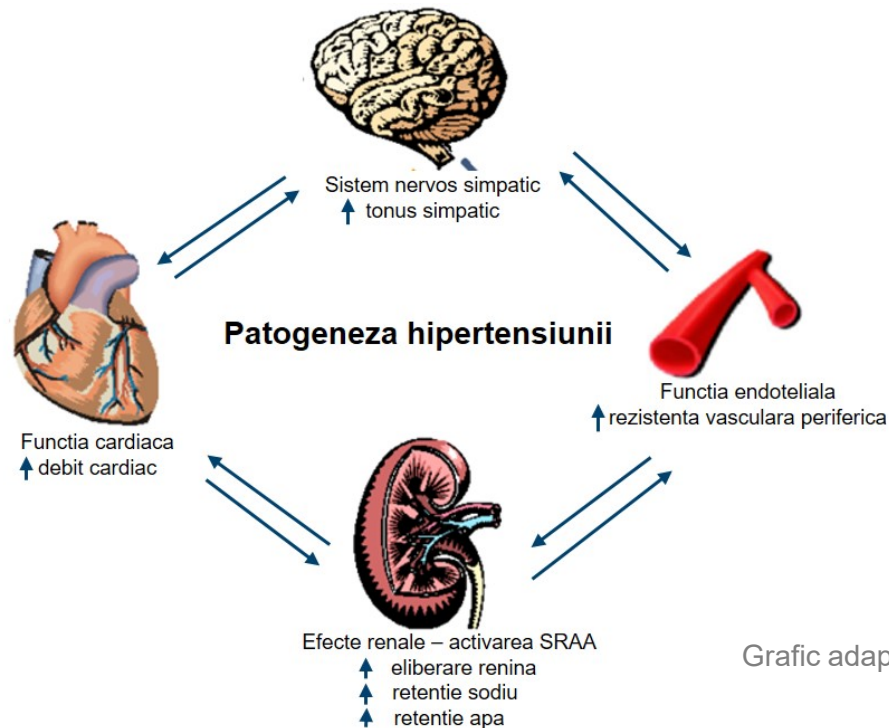 Sistem nervos simpatic
tonus simpatic
Patogeneza hipertensiunii
Functia endoteliala
rezistenta vasculara periferica
Functia cardiaca
debit cardiac
Efecte renale – activarea SRAA
eliberare renina
retentie sodiu
retentie apa
Grafic adap